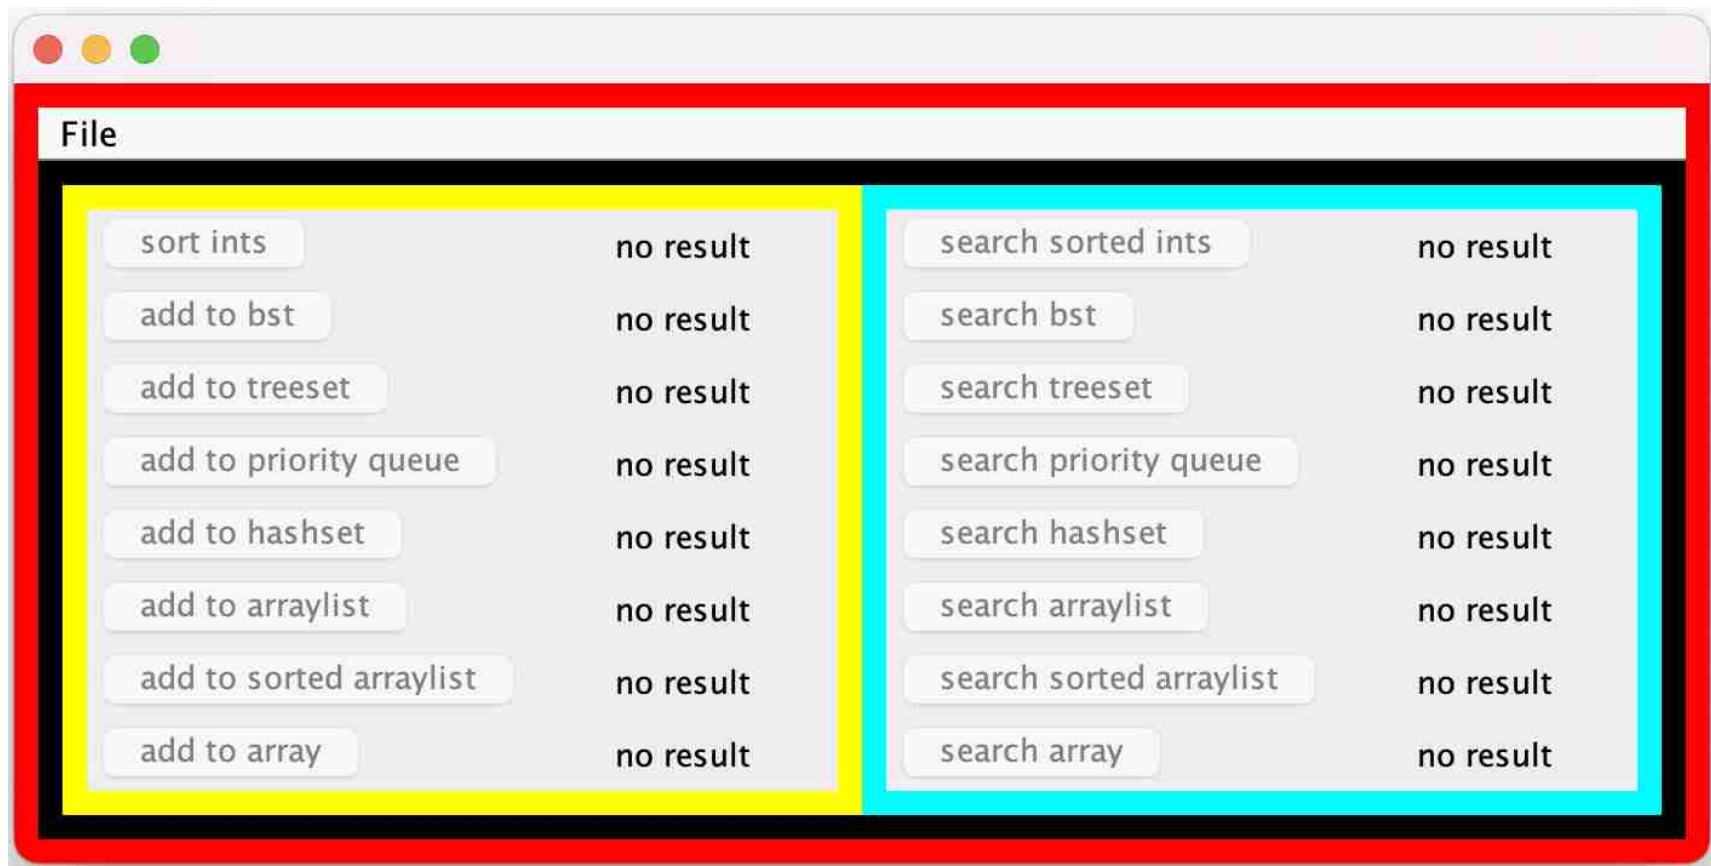 File
sort ints no result search sorted ints no result
add to bst no result search bst no result
add to treeset no result search treeset no result
add to priority queue no result search priority queue no result
add to hashset no result search hashset no result
add to arraylist no result search arraylist no result
add to sorted arraylist no result search sorted arraylist no result
add to array no result search array no result